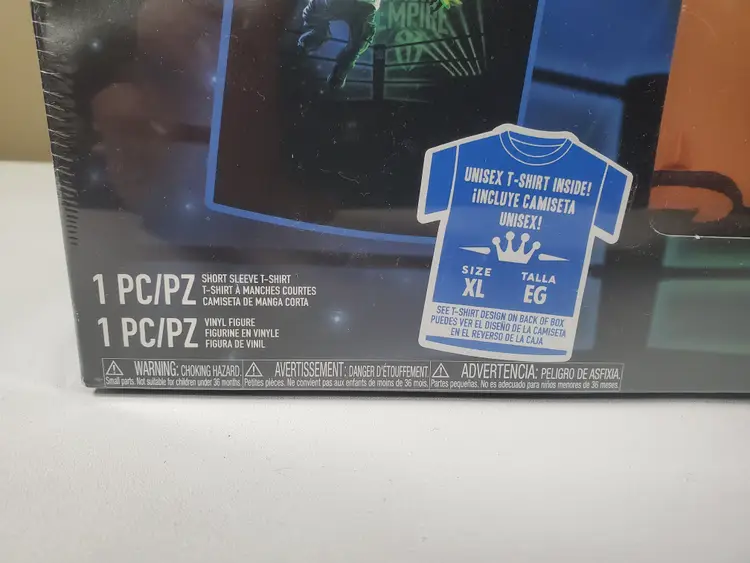 EMPIRE
UNISEX T-SHIRT INSIDE!
¡INCLUYE CAMISETA
UNISEX!
SIZE TALLA
XL EG
SEE T-SHIRT DESIGN ON BACK OF BOX
PUEDES VER EL DISEÑO DE LA CAMISETA
EN EL REVERSO DE LA CAJA
1 PC/PZ SHORT SLEEVE T-SHIRT
T-SHIRT À MANCHES COURTES
CAMISETA DE MANGA CORTA
1 PC/PZ VINYL FIGURE
FIGURINE EN VINYLE
FIGURA DE VINIL
WARNING: CHOKING HAZARD.
Small parts. Not suitable for children under 36 months.
AVERTISSEMENT: DANGER D'ÉTOUFFEMENT.
Petites pièces. Ne convient pas aux enfants de moins de 36 mois.
ADVERTENCIA: PELIGRO DE ASFIXIA.
Partes pequeñas. No es adecuado para niños menores de 36 meses.